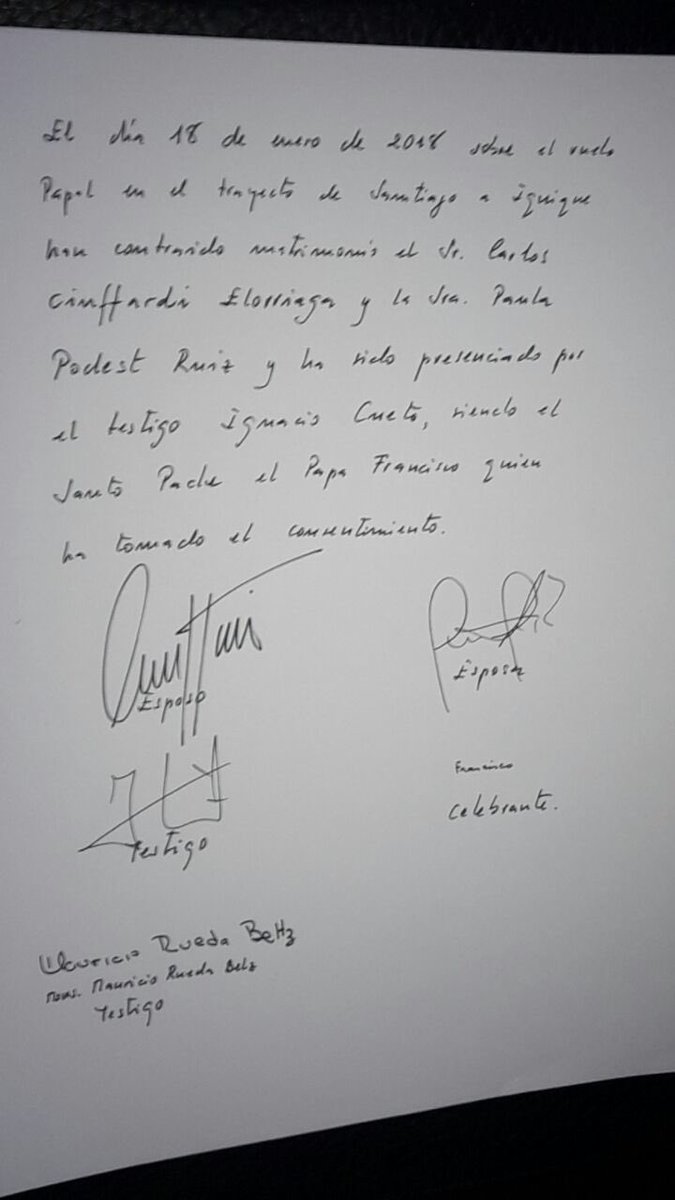 El día 18 de enero de 2018 sobre el vuelo
Papal en el trayecto de Santiago a Iquique
han contraído matrimonio el Sr. Carlos
Ciuffardi Elorriaga y la Sra. Paula
Podest Ruiz y ha sido presenciado por
el testigo Ignacio Cueto, siendo el
Santo Padre el Papa Francisco quien
ha tomado el consentimiento.
Esposo
Esposa
Francisco
Celebrante.
Testigo
Mauricio Rueda Beltz
Mons. Mauricio Rueda Belz
Testigo